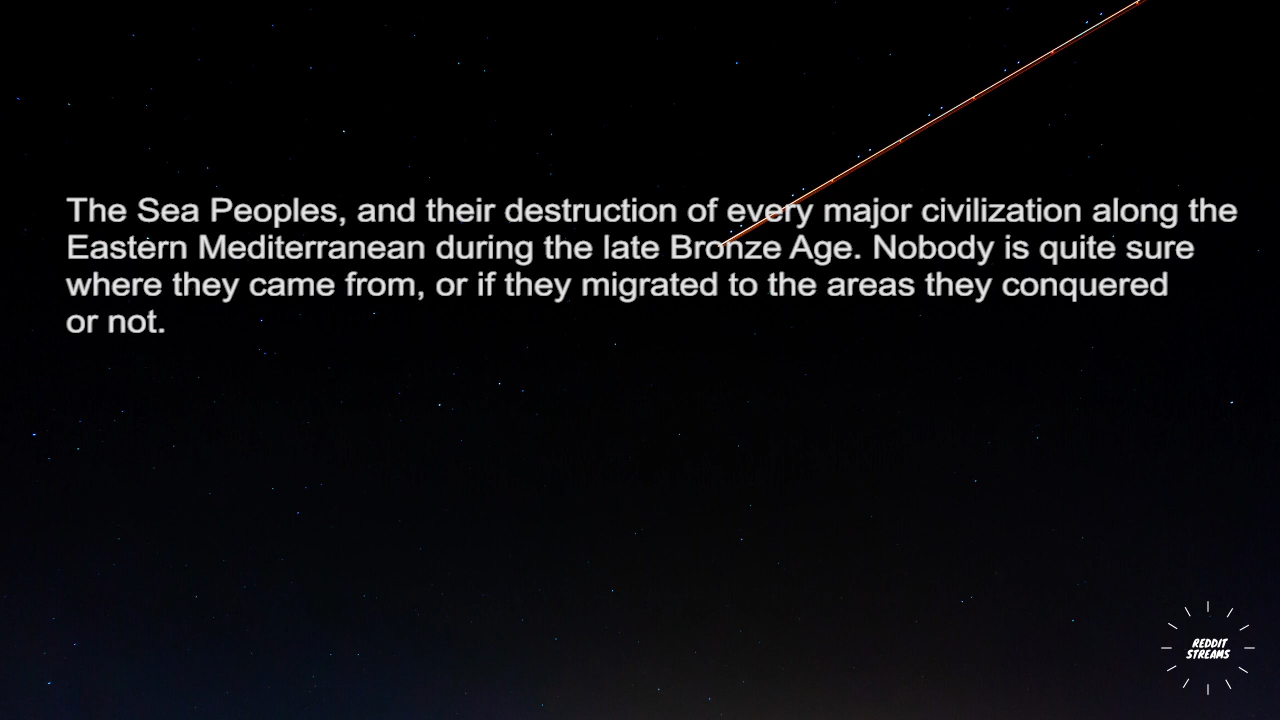 The Sea Peoples, and their destruction of every major civilization along the
Eastern Mediterranean during the late Bronze Age. Nobody is quite sure
where they came from, or if they migrated to the areas they conquered
or not.
REDDIT
STREAMS